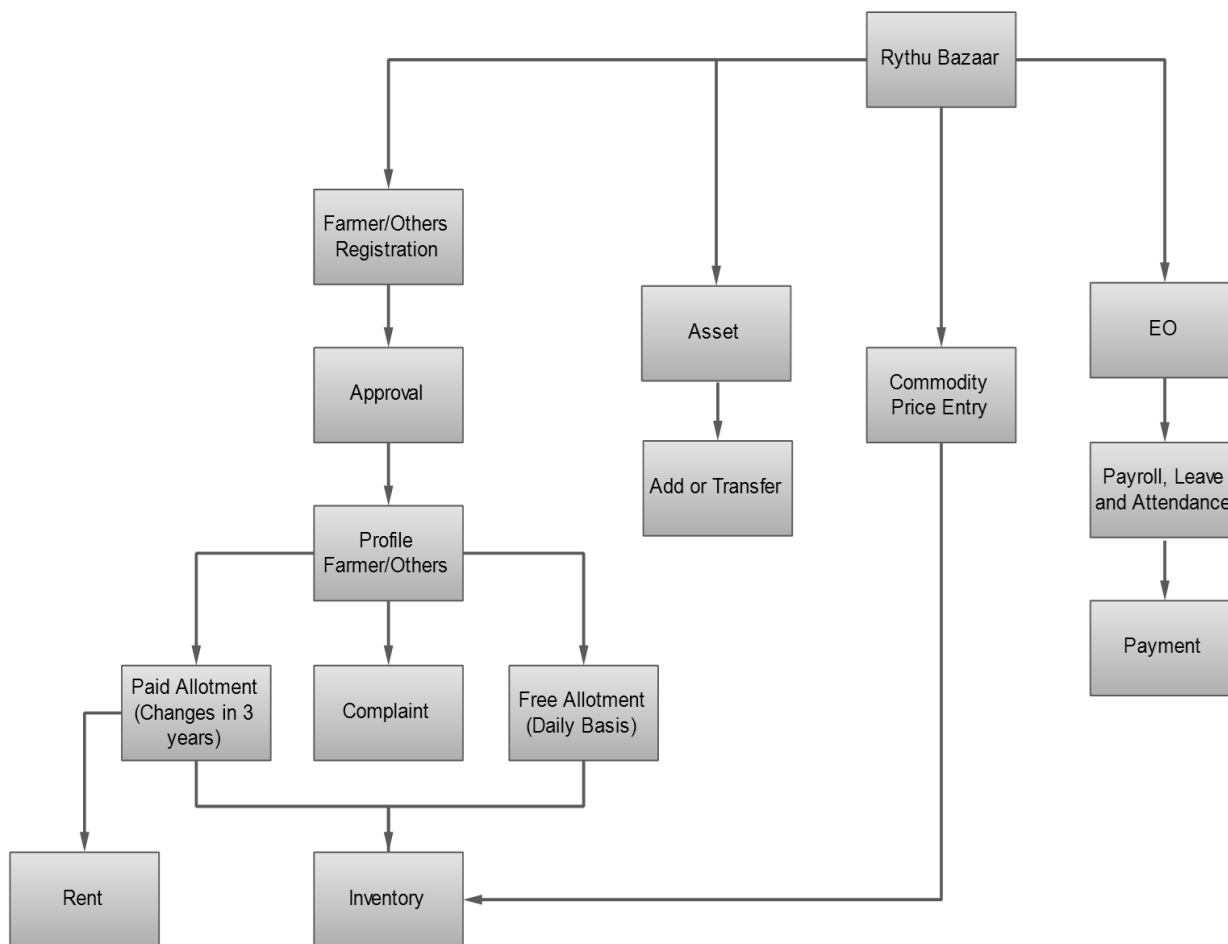 Rythu Bazaar
Farmer/Others
Registration
Asset
EO
Approval
Commodity
Price Entry
Add or Transfer
Payroll, Leave
and Attendance
Profile
Farmer/Others
Payment
Paid Allotment
(Changes in 3
years)
Complaint
Free Allotment
(Daily Basis)
Rent
Inventory